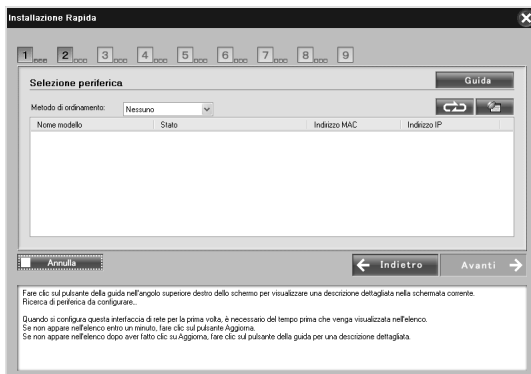 Installazione Rapida
1 2 3 4 5 6 7 8 9
Selezione periferica
Guida
Metodo di ordinamento:
Nessuno
Nome modello Stato Indirizzo MAC Indirizzo IP
Annulla
Indietro
Avanti
Fare clic sul pulsante della guida nell'angolo superiore destro dello schermo per visualizzare una descrizione dettagliata nella schermata corrente.
Ricerca di periferica da configurare...
Quando si configura questa interfaccia di rete per la prima volta, è necessario del tempo prima che venga visualizzata nell'elenco.
Se non appare nell'elenco entro un minuto, fare clic sul pulsante Aggiorna.
Se non appare nell'elenco dopo aver fatto clic su Aggiorna, fare clic sul pulsante della guida per una descrizione dettagliata.